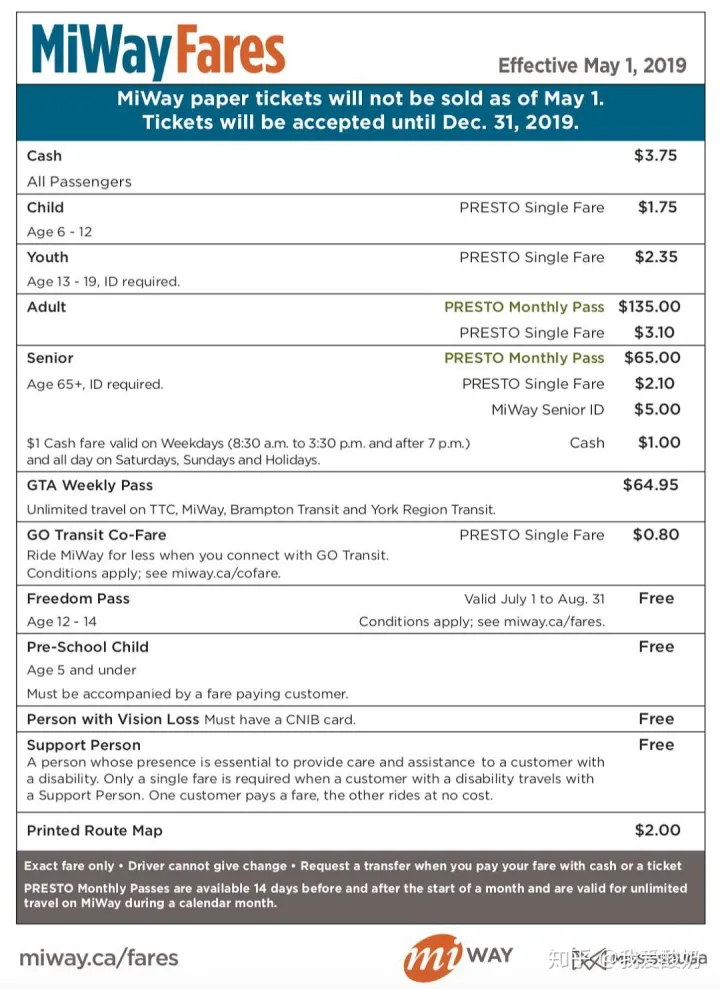 MiWay Fares
Effective May 1, 2019
MiWay paper tickets will not be sold as of May 1.
Tickets will be accepted until Dec. 31, 2019.
Cash $3.75
All Passengers
Child PRESTO Single Fare $1.75
Age 6 - 12
Youth PRESTO Single Fare $2.35
Age 13 - 19, ID required.
Adult PRESTO Monthly Pass $135.00
PRESTO Single Fare $3.10
Senior PRESTO Monthly Pass $65.00
Age 65+, ID required. PRESTO Single Fare $2.10
MiWay Senior ID $5.00
$1 Cash fare valid on Weekdays (8:30 a.m. to 3:30 p.m. and after 7 p.m.) Cash $1.00
and all day on Saturdays, Sundays and Holidays.
GTA Weekly Pass $64.95
Unlimited travel on TTC, MiWay, Brampton Transit and York Region Transit.
GO Transit Co-Fare PRESTO Single Fare $0.80
Ride MiWay for less when you connect with GO Transit.
Conditions apply; see miway.ca/cofare.
Freedom Pass Valid July 1 to Aug. 31 Free
Age 12 - 14 Conditions apply; see miway.ca/fares.
Pre-School Child Free
Age 5 and under
Must be accompanied by a fare paying customer.
Person with Vision Loss Must have a CNIB card. Free
Support Person Free
A person whose presence is essential to provide care and assistance to a customer with
a disability. Only a single fare is required when a customer with a disability travels with
a Support Person. One customer pays a fare, the other rides at no cost.
Printed Route Map $2.00
Exact fare only • Driver cannot give change • Request a transfer when you pay your fare with cash or a ticket
PRESTO Monthly Passes are available 14 days before and after the start of a month and are valid for unlimited
travel on MiWay during a calendar month.
miway.ca/fares
mi WAY
知乎 @我爱酸奶